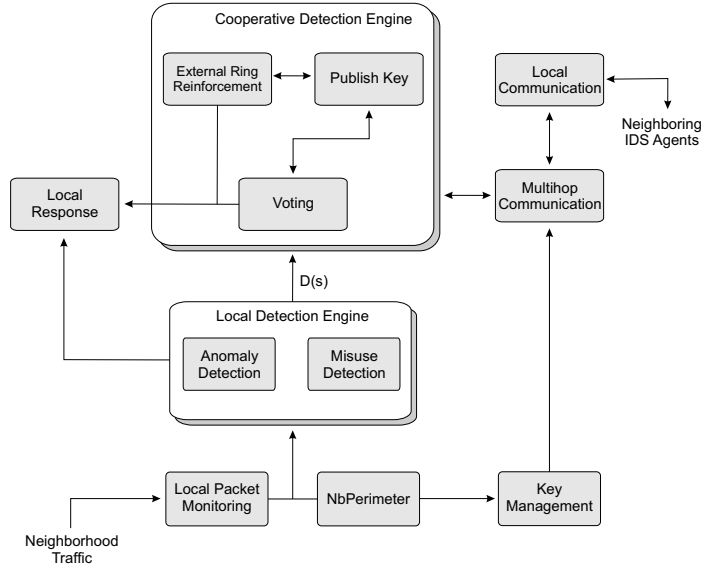 Cooperative Detection Engine
External Ring
Reinforcement
Publish Key
Local
Communication
Neighboring
IDS Agents
Local
Response
Voting
Multihop
Communication
D(s)
Local Detection Engine
Anomaly
Detection
Misuse
Detection
Local Packet
Monitoring
NbPerimeter
Key
Management
Neighborhood
Traffic